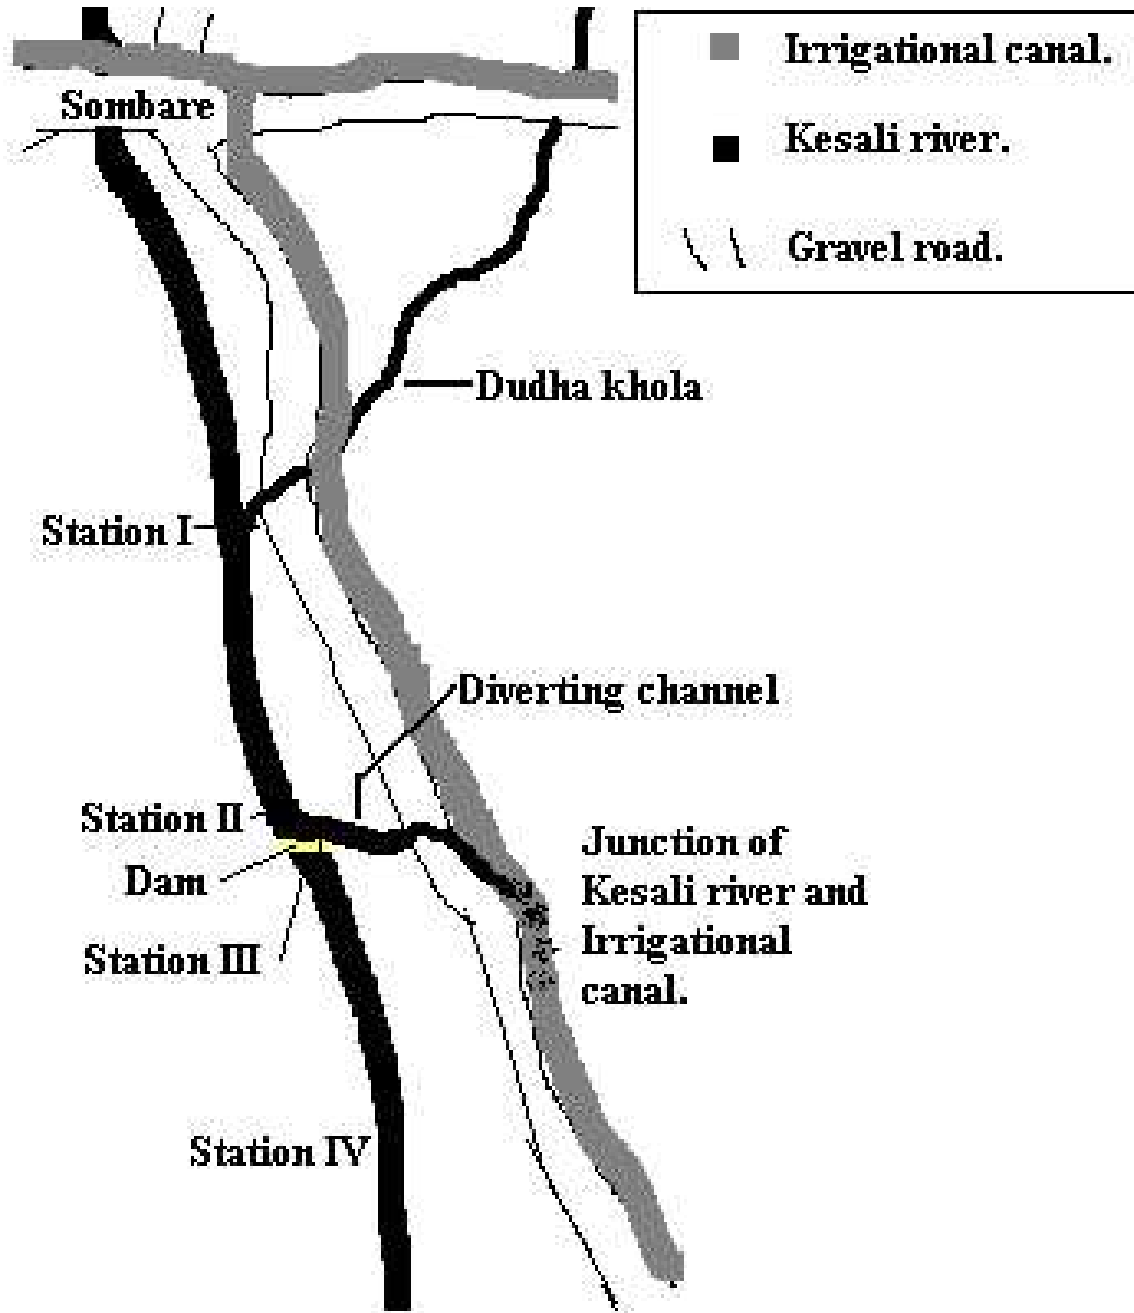 Irrigational canal.
Kesali river.
Gravel road.
Sombare
Dudha khola
Station I
Diverting channel
Station II
Dam
Station III
Junction of
Kesali river and
Irrigational
canal.
Station IV